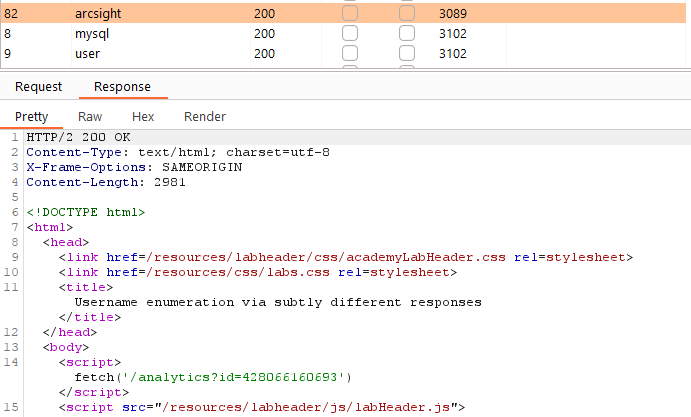 82 arcsight 200 3089
8 mysql 200 3102
9 user 200 3102
Request Response
Pretty Raw Hex Render
1 HTTP/2 200 OK
2 Content-Type: text/html; charset=utf-8
3 X-Frame-Options: SAMEORIGIN
4 Content-Length: 2981
5
6 <!DOCTYPE html>
7 <html>
8 <head>
9 <link href=/resources/labheader/css/academyLabHeader.css rel=stylesheet>
10 <link href=/resources/css/labs.css rel=stylesheet>
11 <title>
Username enumeration via subtly different responses
</title>
12 </head>
13 <body>
14 <script>
fetch('/analytics?id=428066160693')
</script>
15 <script src="/resources/labheader/js/labHeader.js">